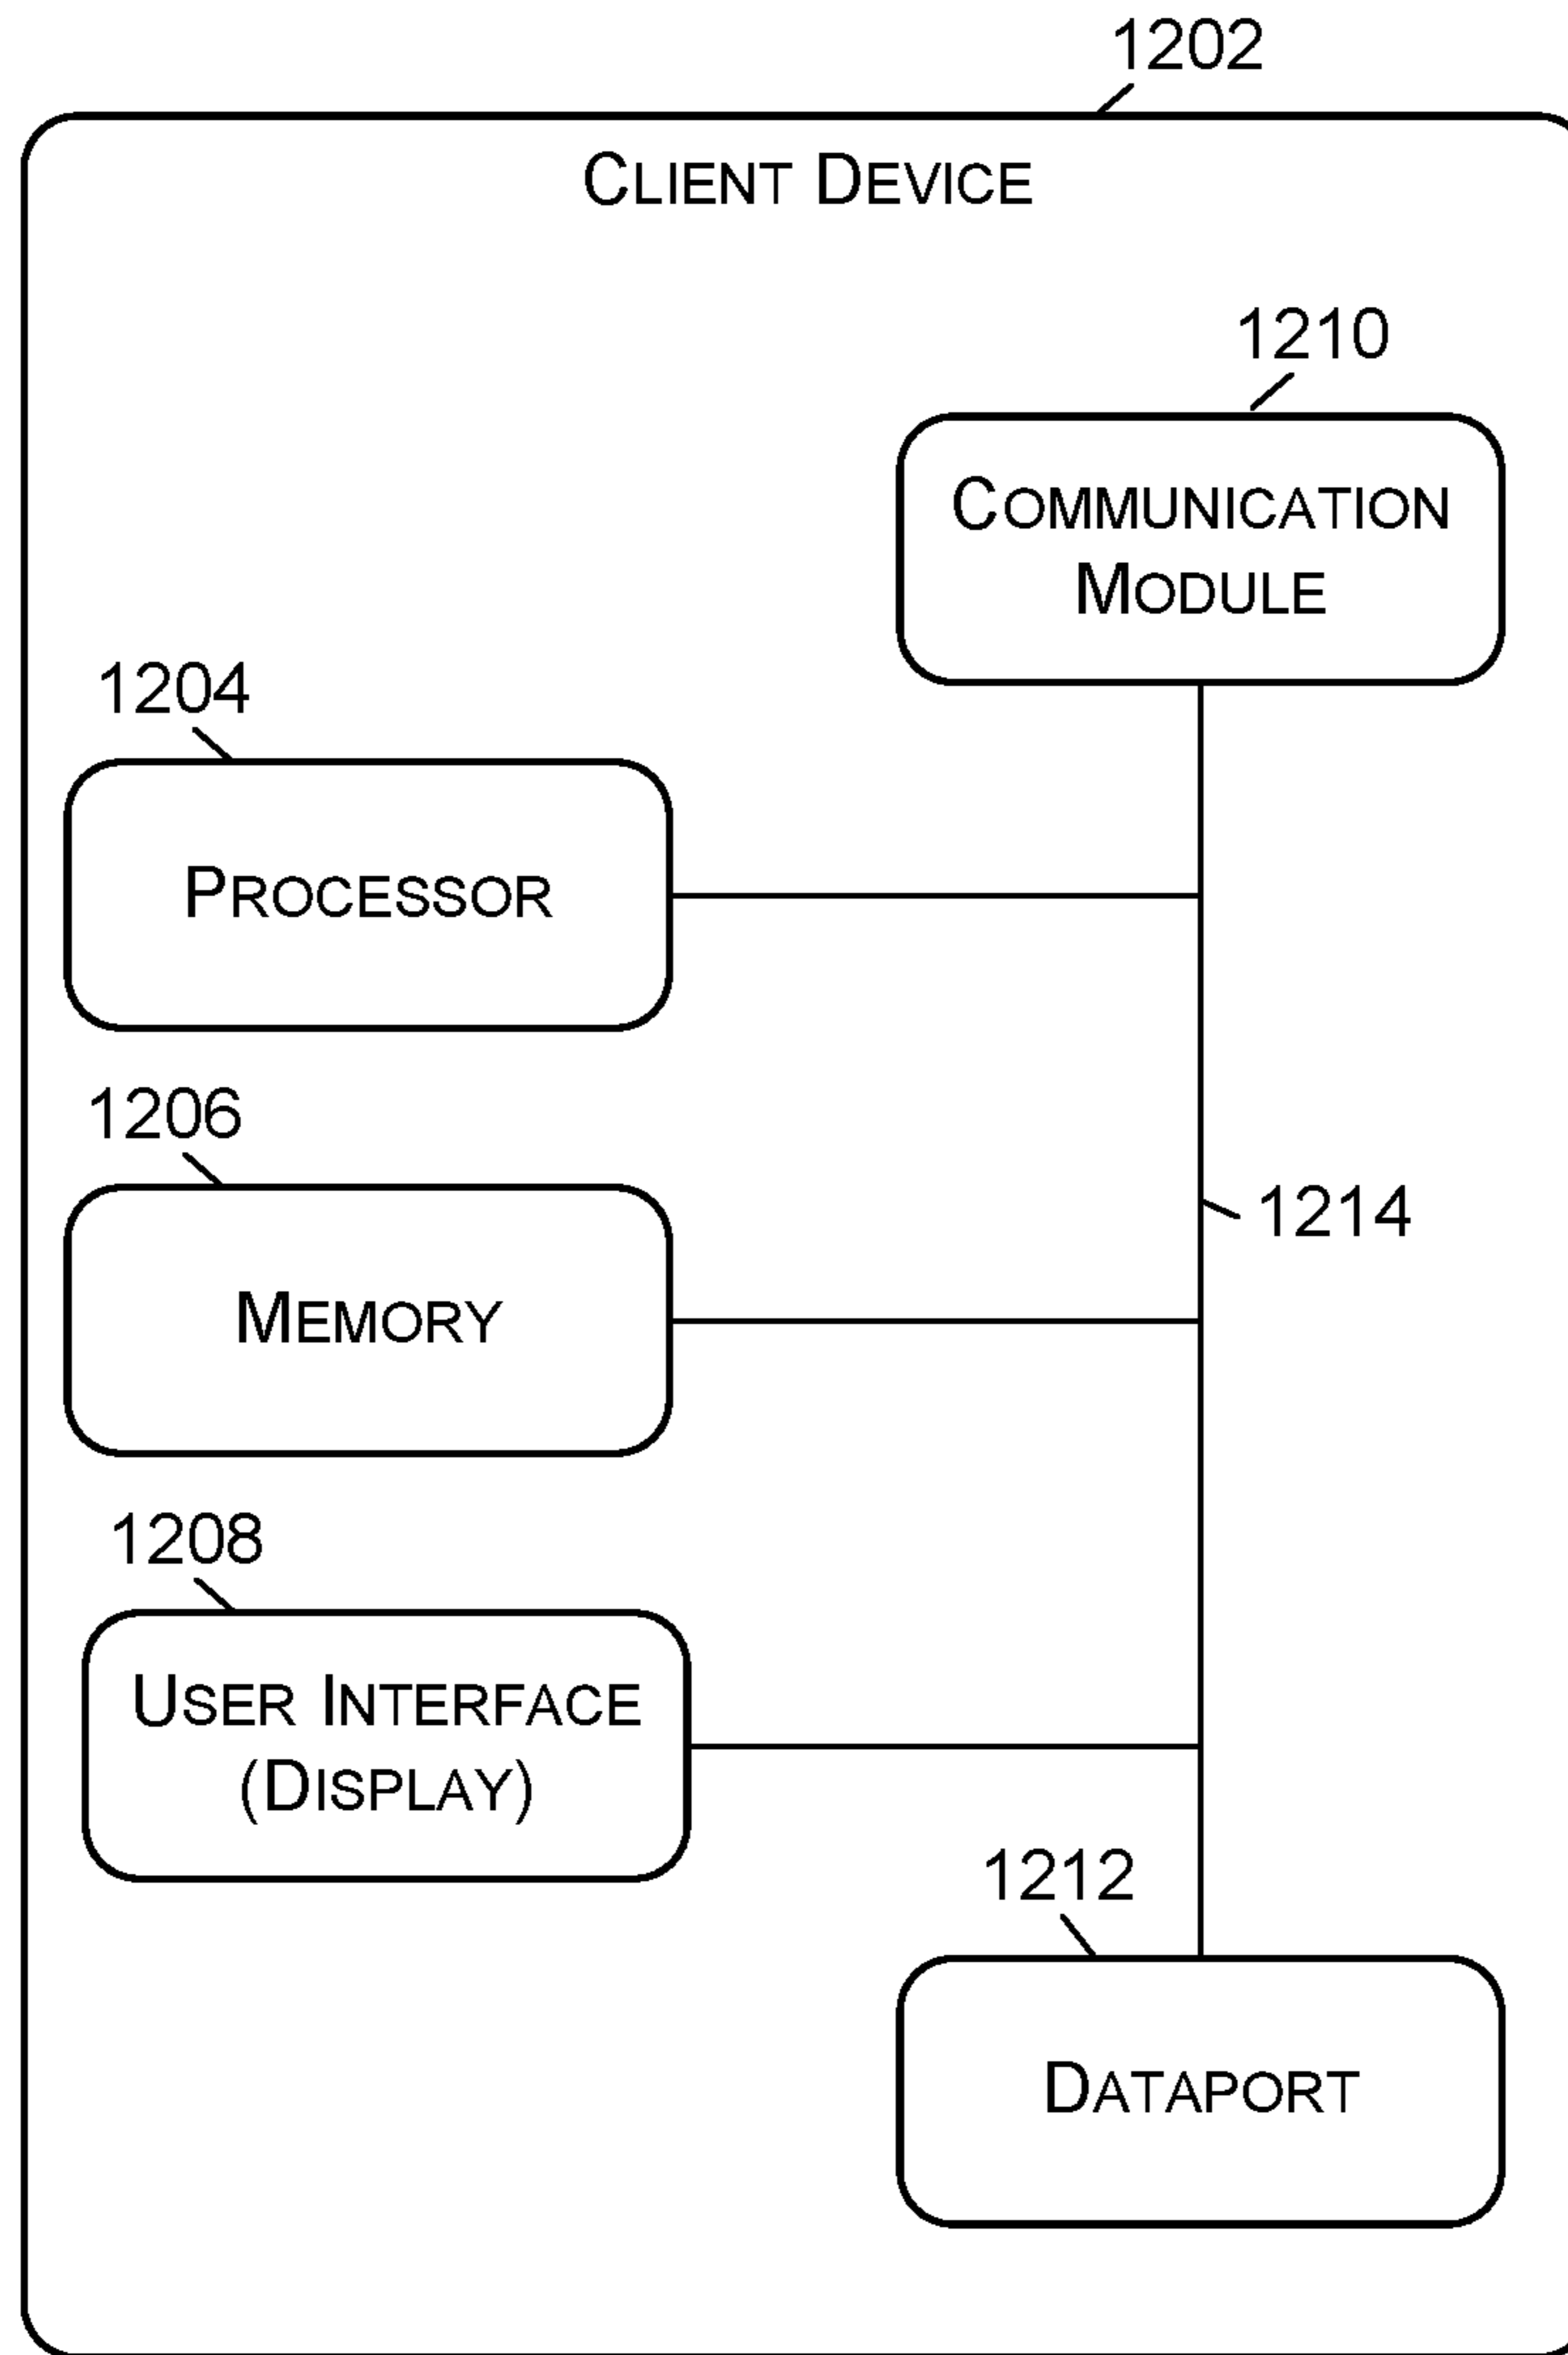 1202
CLIENT DEVICE
1210
COMMUNICATION
MODULE
1204
PROCESSOR
1206
MEMORY
1214
1208
USER INTERFACE
(DISPLAY)
1212
DATAPORT